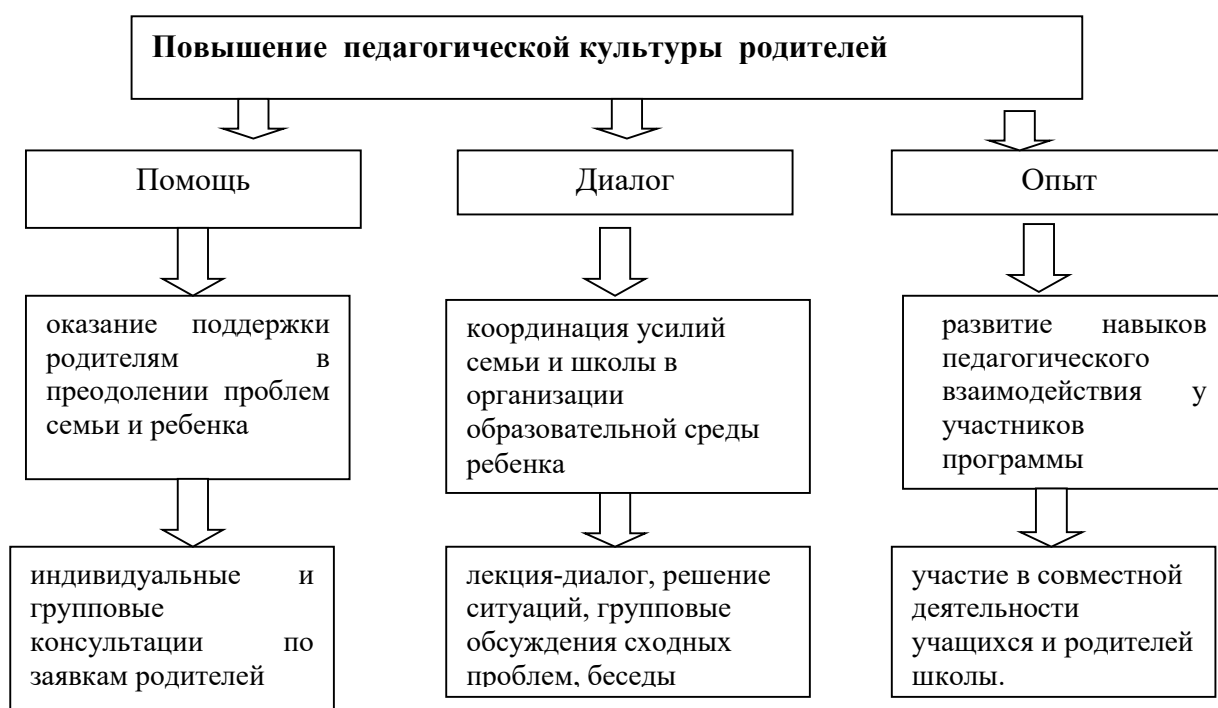 Повышение педагогической культуры родителей
Помощь
Диалог
Опыт
оказание поддержки
родителям в
преодолении проблем
семьи и ребенка
координация усилий
семьи и школы в
организации
образовательной среды
ребенка
развитие навыков
педагогического
взаимодействия у
участников
программы
индивидуальные и
групповые
консультации по
заявкам родителей
лекция-диалог, решение
ситуаций, групповые
обсуждения сходных
проблем, беседы
участие в совместной
деятельности
учащихся и родителей
школы.